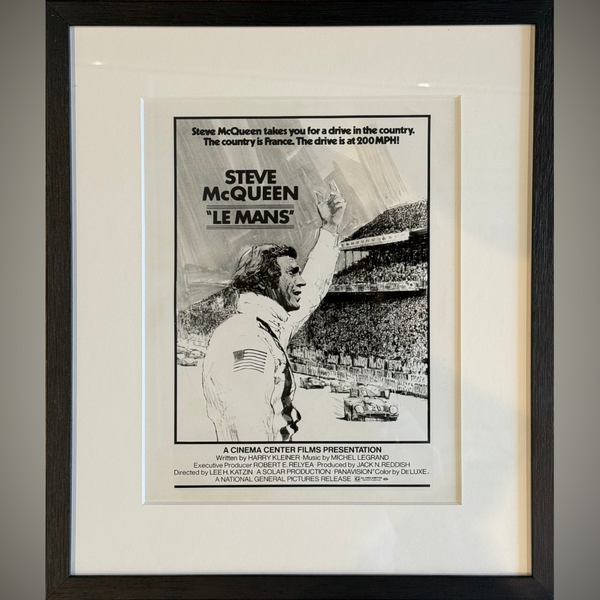 Steve McQueen takes you for a drive in the country.
The country is France. The drive is at 200 MPH!
STEVE
McQUEEN
"LE MANS"
A CINEMA CENTER FILMS PRESENTATION
Written by HARRY KLEINER · Music by MICHEL LEGRAND
Executive Producer ROBERT E. RELYEA · Produced by JACK N. REDDISH
Directed by LEE H. KATZIN · A SOLAR PRODUCTION · PANAVISION® Color by DELUXE®
A NATIONAL GENERAL PICTURES RELEASE G